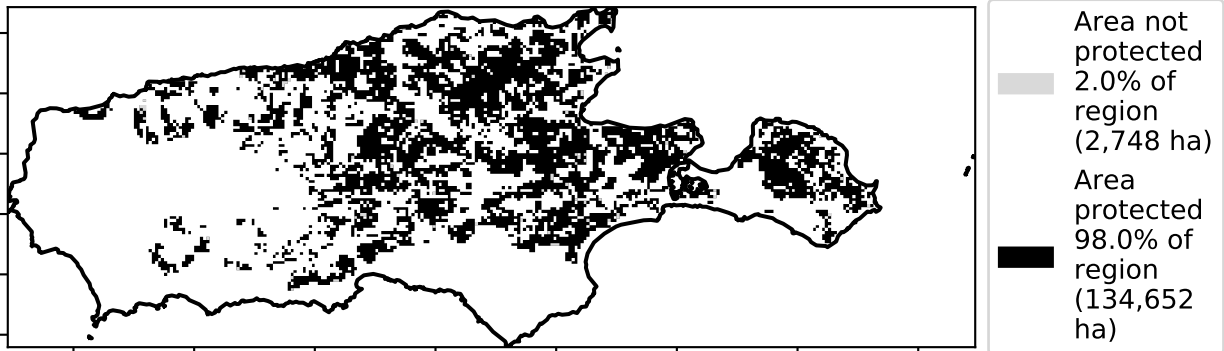 Area not
protected
2.0% of
region
(2,748 ha)
Area
protected
98.0% of
region
(134,652
ha)